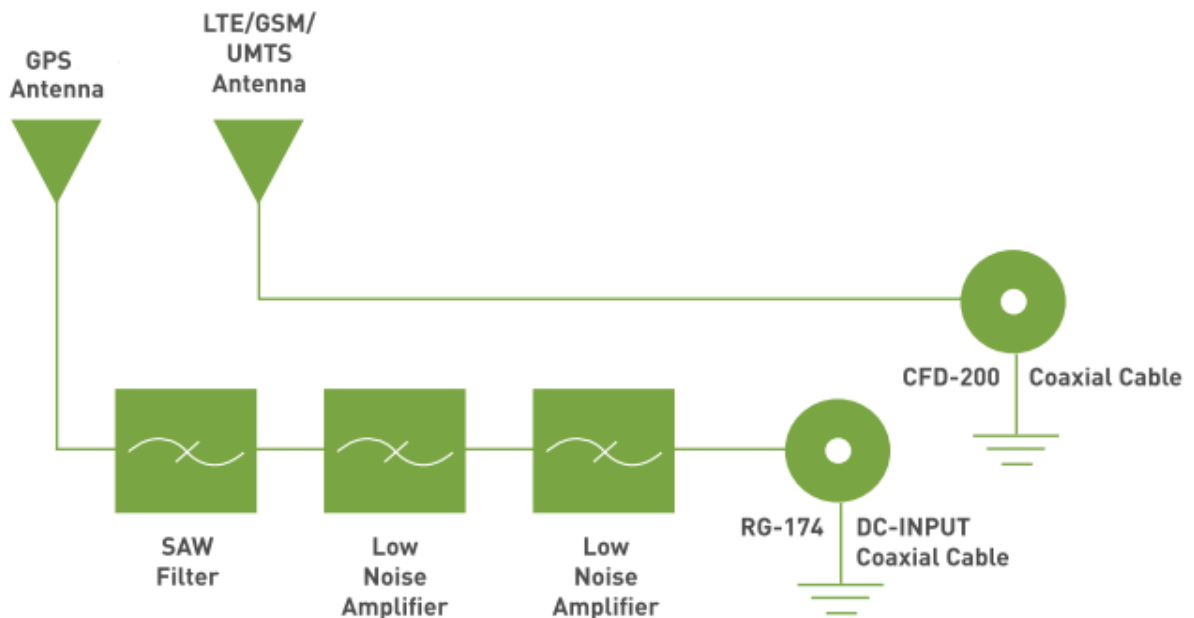 GPS
Antenna
LTE/GSM/
UMTS
Antenna
CFD-200 Coaxial Cable
RG-174 DC-INPUT
Coaxial Cable
SAW
Filter
Low
Noise
Amplifier
Low
Noise
Amplifier